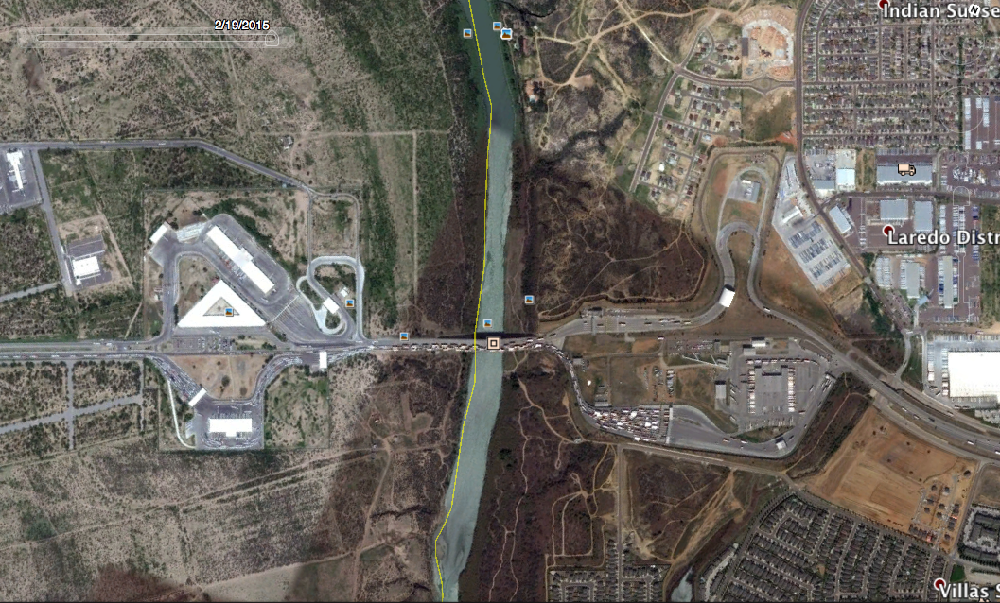 2/19/2015
Indian Sunse
N
Laredo Distr
Villas S